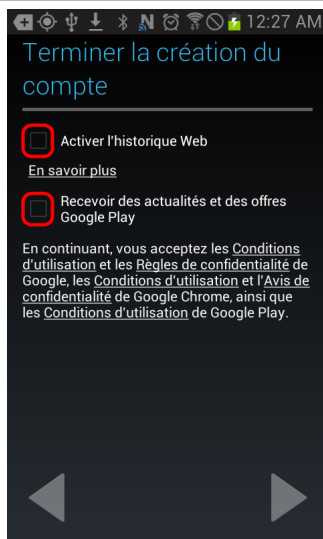 12:27 AM
Terminer la création du
compte
Activer l'historique Web
En savoir plus
Recevoir des actualités et des offres
Google Play
En continuant, vous acceptez les Conditions
d'utilisation et les Règles de confidentialité de
Google, les Conditions d'utilisation et l'Avis de
confidentialité de Google Chrome, ainsi que
les Conditions d'utilisation de Google Play.